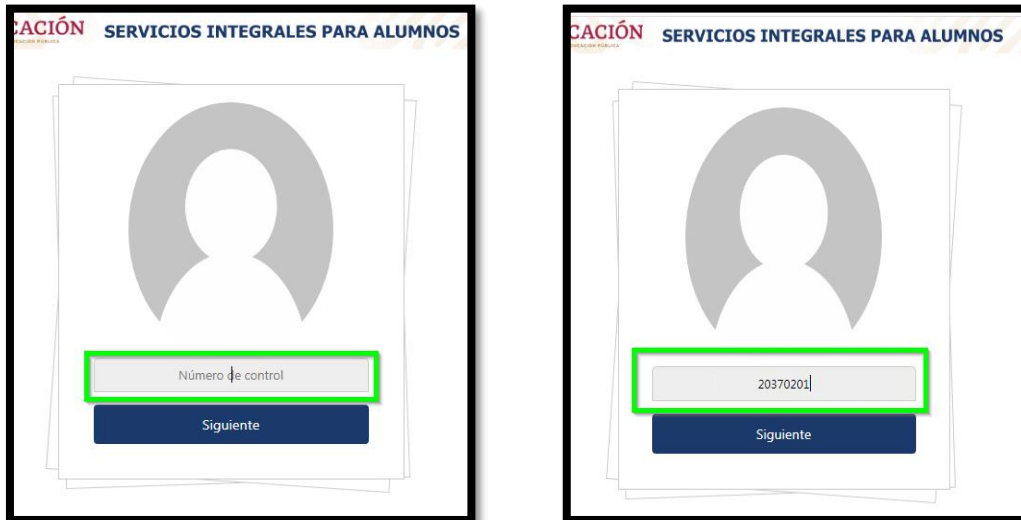 CACIÓN SERVICIOS INTEGRALES PARA ALUMNOS
Número de control
Siguiente
CACIÓN SERVICIOS INTEGRALES PARA ALUMNOS
20370201
Siguiente